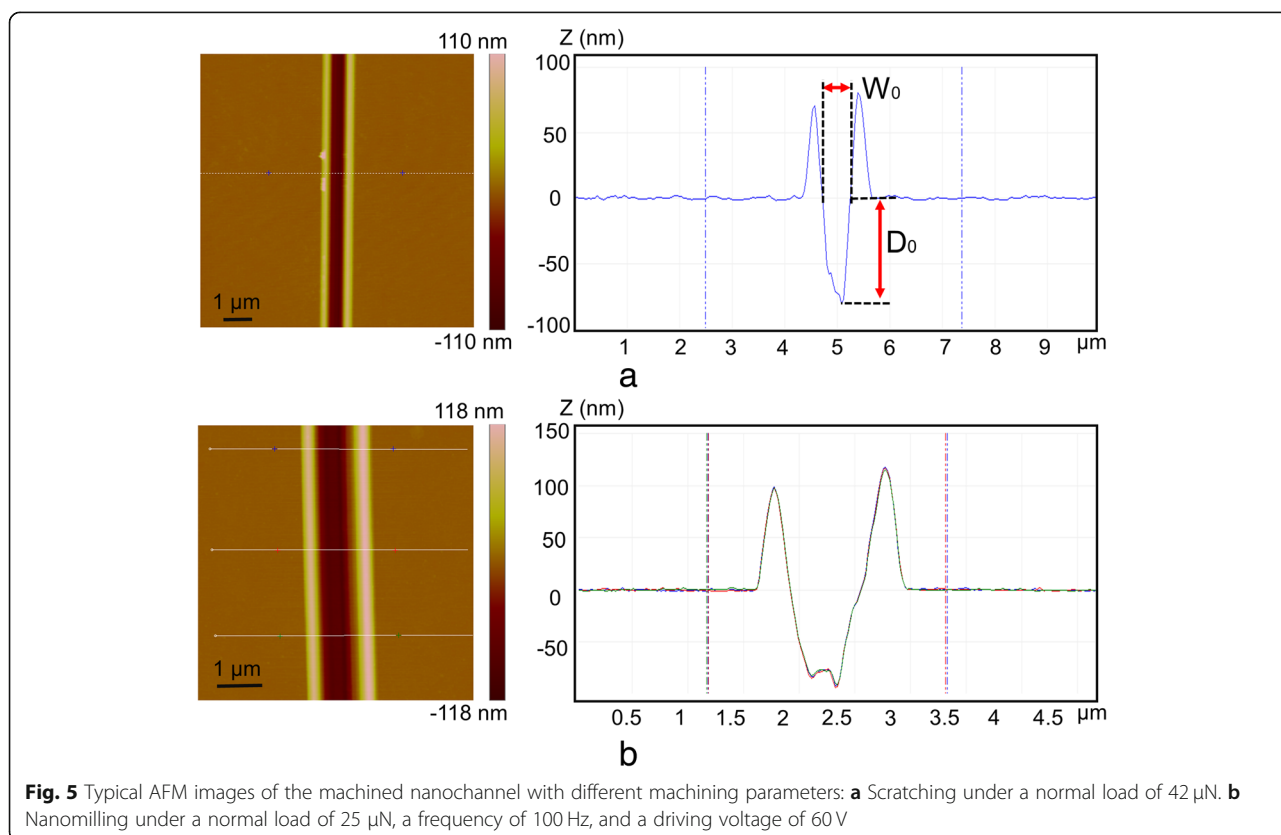 110 nm
-110 nm
1 μm
Z (nm)
100
50
0
-50
-100
W₀
D₀
1 2 3 4 5 6 7 8 9 μm
a
118 nm
-118 nm
1 μm
Z (nm)
150
100
50
0
-50
0.5 1 1.5 2 2.5 3 3.5 4 4.5 μm
b
Fig. 5 Typical AFM images of the machined nanochannel with different machining parameters: a Scratching under a normal load of 42 μN. b
Nanomilling under a normal load of 25 μN, a frequency of 100 Hz, and a driving voltage of 60 V